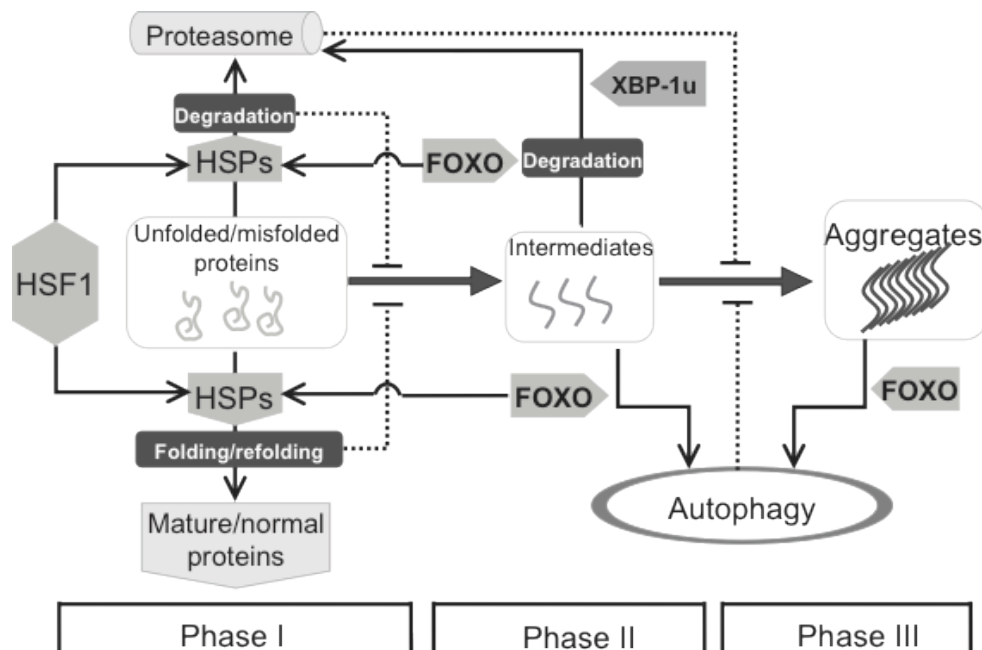 Proteasome
XBP-1u
Degradation
HSPs
FOXO
Degradation
Unfolded/misfolded
proteins
Intermediates
Aggregates
HSF1
HSPs
FOXO
FOXO
Folding/refolding
Autophagy
Mature/normal
proteins
Phase I
Phase II
Phase III